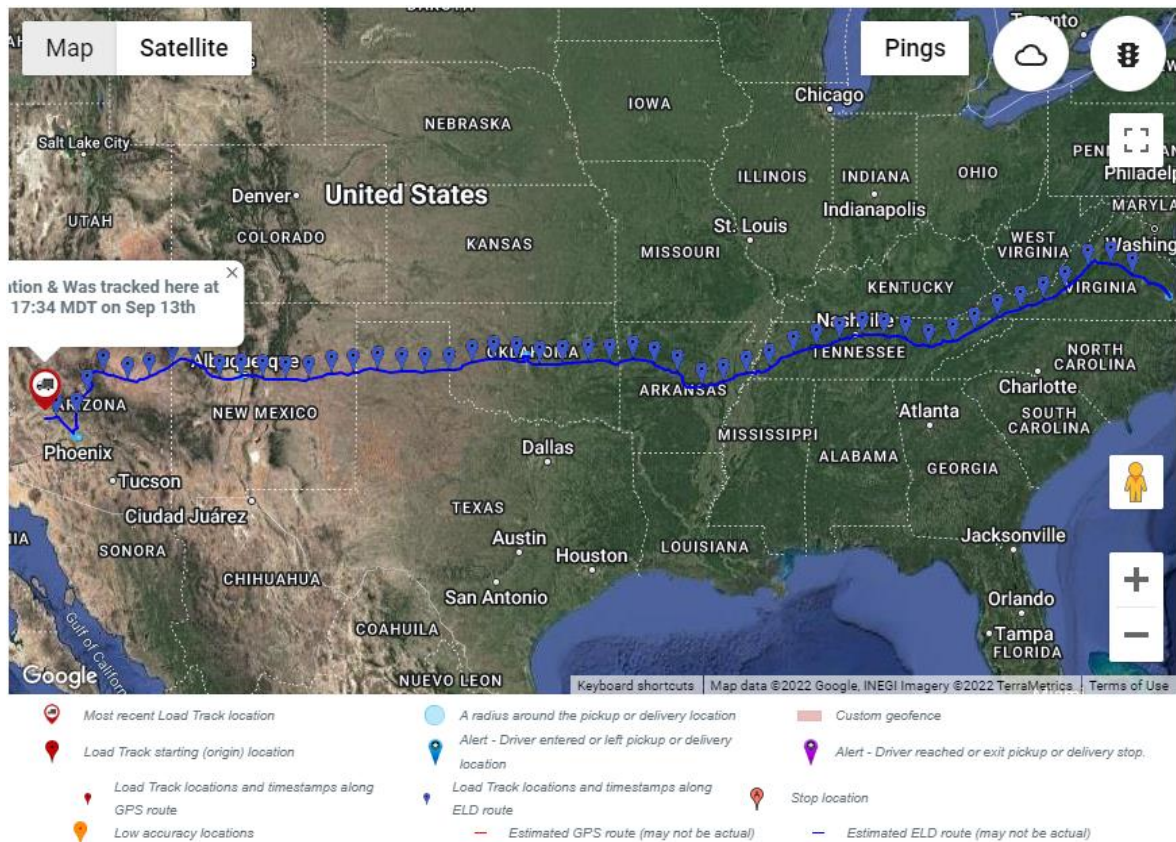 Map
Satellite
Pings
Toronto
Chicago
IOWA
NEBRASKA
Salt Lake City
Denver
United States
ILLINOIS
INDIANA
OHIO
Philadelp
Indianapolis
UTAH
COLORADO
KANSAS
MISSOURI
St. Louis
WEST
VIRGINIA
MARYLA
Washing
KENTUCKY
VIRGINIA
ation & Was tracked here at
17:34 MDT on Sep 13th
Albuquerque
OKLAHOMA
Nashville
TENNESSEE
NORTH
CAROLINA
ARIZONA
NEW MEXICO
ARKANSAS
Charlotte
SOUTH
CAROLINA
Atlanta
Phoenix
Tucson
Dallas
MISSISSIPPI
ALABAMA
GEORGIA
Ciudad Juárez
TEXAS
SONORA
Austin
Houston
LOUISIANA
Jacksonville
CHIHUAHUA
San Antonio
Orlando
Tampa
FLORIDA
COAHUILA
Gulf of California
NUEVO LEON
Google
Keyboard shortcuts
Map data ©2022 Google, INEGI Imagery ©2022 TerraMetrics
Terms of Use
Most recent Load Track location
A radius around the pickup or delivery location
Custom geofence
Load Track starting (origin) location
Alert - Driver entered or left pickup or delivery
location
Alert - Driver reached or exit pickup or delivery stop.
Load Track locations and timestamps along
GPS route
Load Track locations and timestamps along
ELD route
Stop location
Low accuracy locations
Estimated GPS route (may not be actual)
Estimated ELD route (may not be actual)